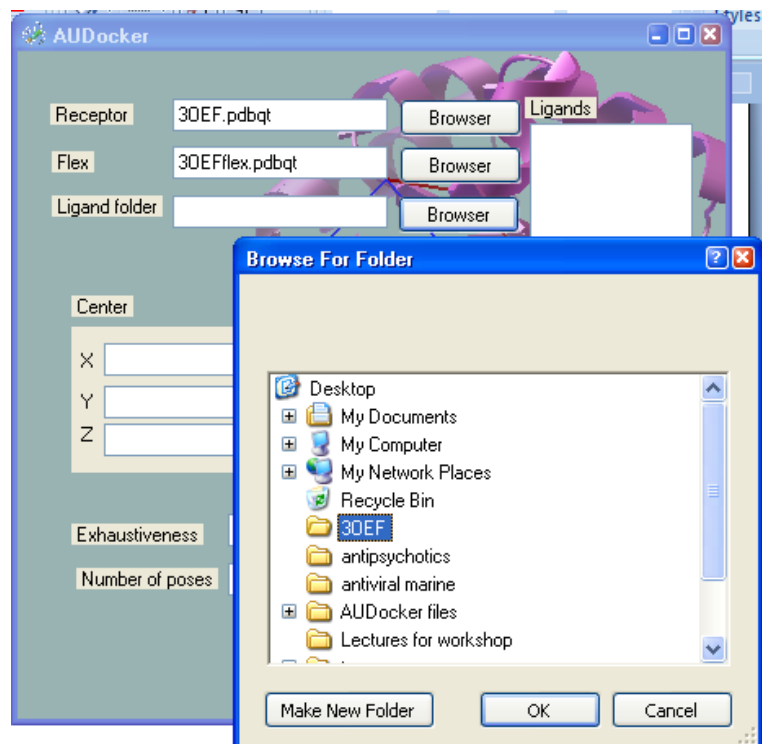 tyles
AUDocker
Receptor 3OEF.pdbqt Browser Ligands
Flex 3OEFflex.pdbqt Browser
Ligand folder Browser
Browse For Folder
Center
X
Y
Z
Desktop
My Documents
My Computer
My Network Places
Recycle Bin
3OEF
antipsychotics
antiviral marine
AUDocker files
Lectures for workshop
Exhaustiveness
Number of poses
Make New Folder OK Cancel